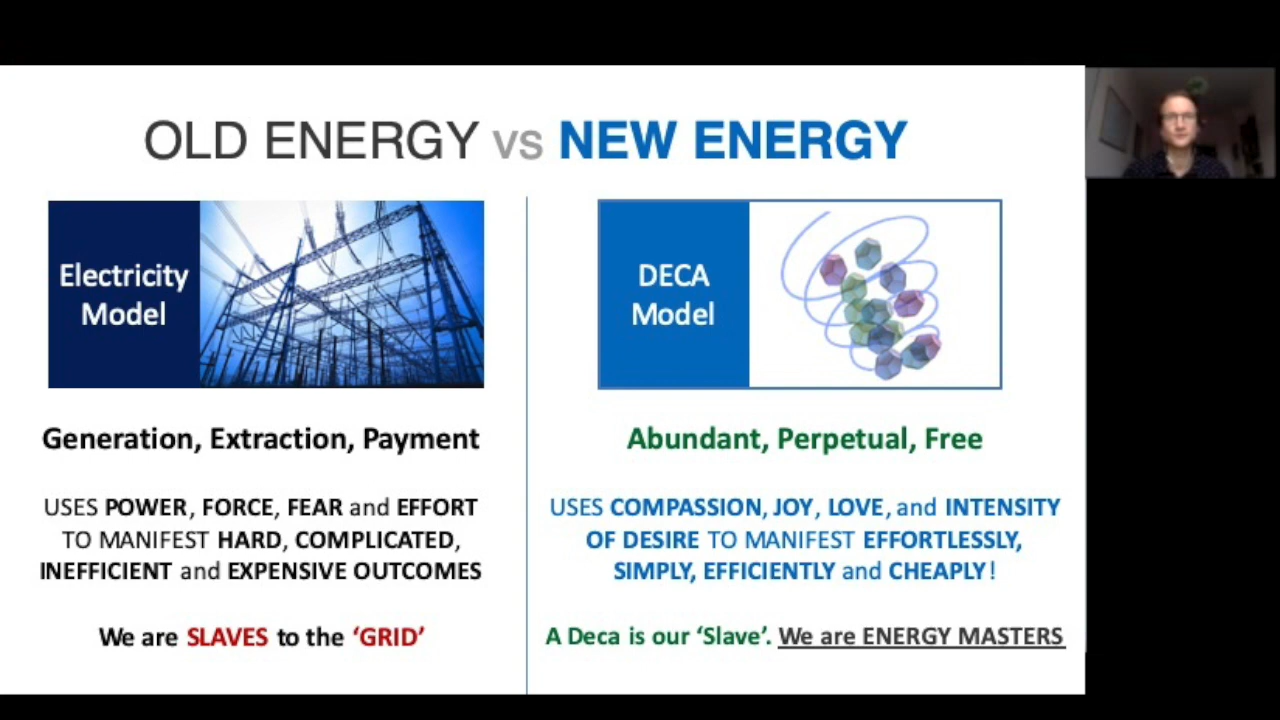 OLD ENERGY vs NEW ENERGY
Electricity
Model
DECA
Model
Generation, Extraction, Payment
USES POWER, FORCE, FEAR and EFFORT
TO MANIFEST HARD, COMPLICATED,
INEFFICIENT and EXPENSIVE OUTCOMES
We are SLAVES to the ‘GRID’
Abundant, Perpetual, Free
USES COMPASSION, JOY, LOVE, and INTENSITY
OF DESIRE TO MANIFEST EFFORTLESSLY,
SIMPLY, EFFICIENTLY and CHEAPLY!
A Deca is our ‘Slave’. We are ENERGY MASTERS